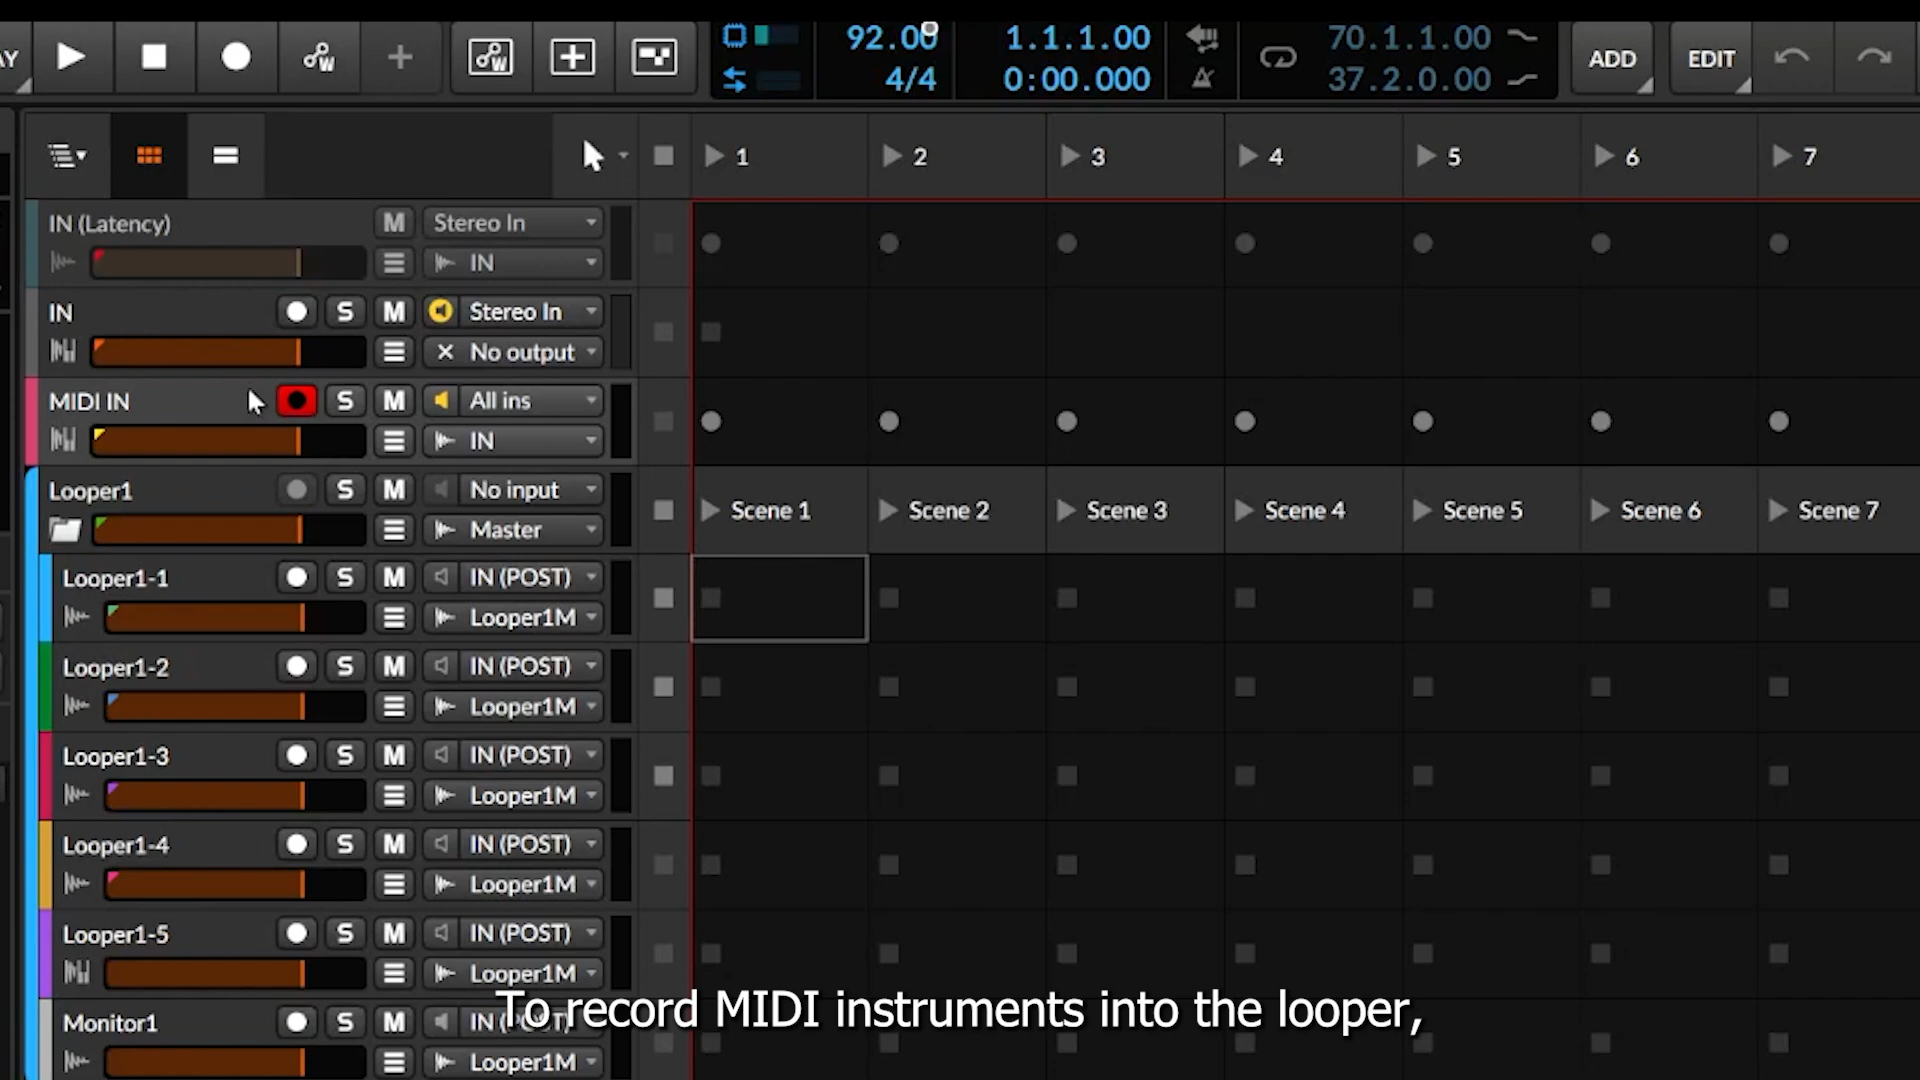 AY
92.00
4/4
1.1.1.00
0:00.000
70.1.1.00
37.2.0.00
ADD
EDIT
1 2 3 4 5 6 7
IN (Latency) M Stereo In
IN
IN S M Stereo In
No output
MIDI IN S M All ins
IN
Looper1 S M No input
Master
Scene 1 Scene 2 Scene 3 Scene 4 Scene 5 Scene 6 Scene 7
Looper1-1 S M IN (POST)
Looper1M
Looper1-2 S M IN (POST)
Looper1M
Looper1-3 S M IN (POST)
Looper1M
Looper1-4 S M IN (POST)
Looper1M
Looper1-5 S M IN (POST)
Looper1M
To record MIDI instruments into the looper,
Monitor1 S M IN
Looper1M